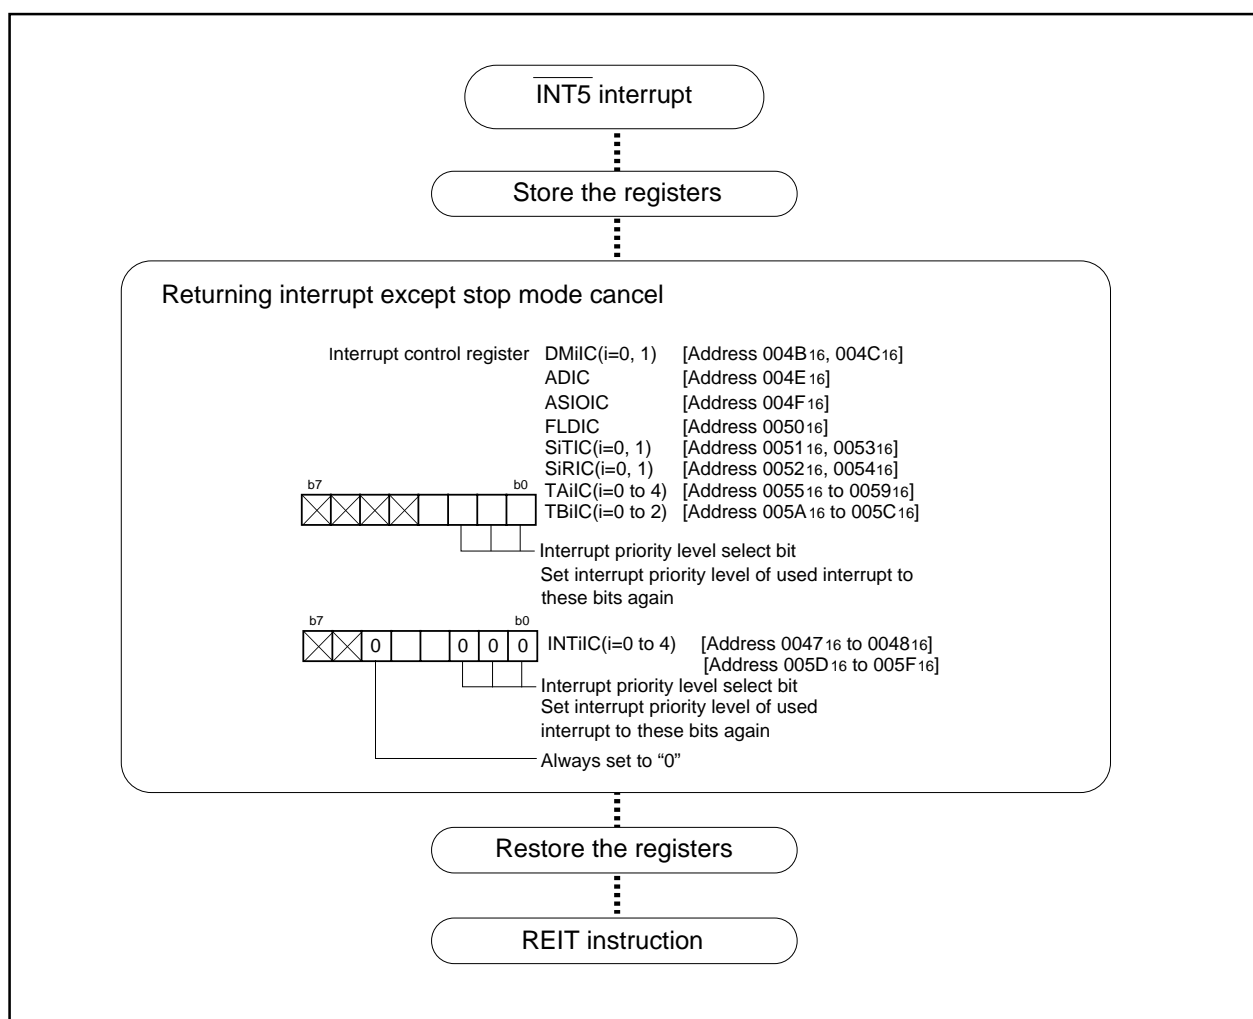 INT5 interrupt
Store the registers
Returning interrupt except stop mode cancel
Interrupt control register DMiIC(i=0, 1) [Address 004B16, 004C16]
ADIC [Address 004E16]
ASIOIC [Address 004F16]
FLDIC [Address 005016]
SiTIC(i=0, 1) [Address 005116, 005316]
SiRIC(i=0, 1) [Address 005216, 005416]
b7 b0 TAiIC(i=0 to 4) [Address 005516 to 005916]
TBiIC(i=0 to 2) [Address 005A16 to 005C16]
Interrupt priority level select bit
Set interrupt priority level of used interrupt to
these bits again
b7 b0
0 0 0 0 INTiIC(i=0 to 4) [Address 004716 to 004816]
[Address 005D16 to 005F16]
Interrupt priority level select bit
Set interrupt priority level of used
interrupt to these bits again
Always set to “0”
Restore the registers
REIT instruction